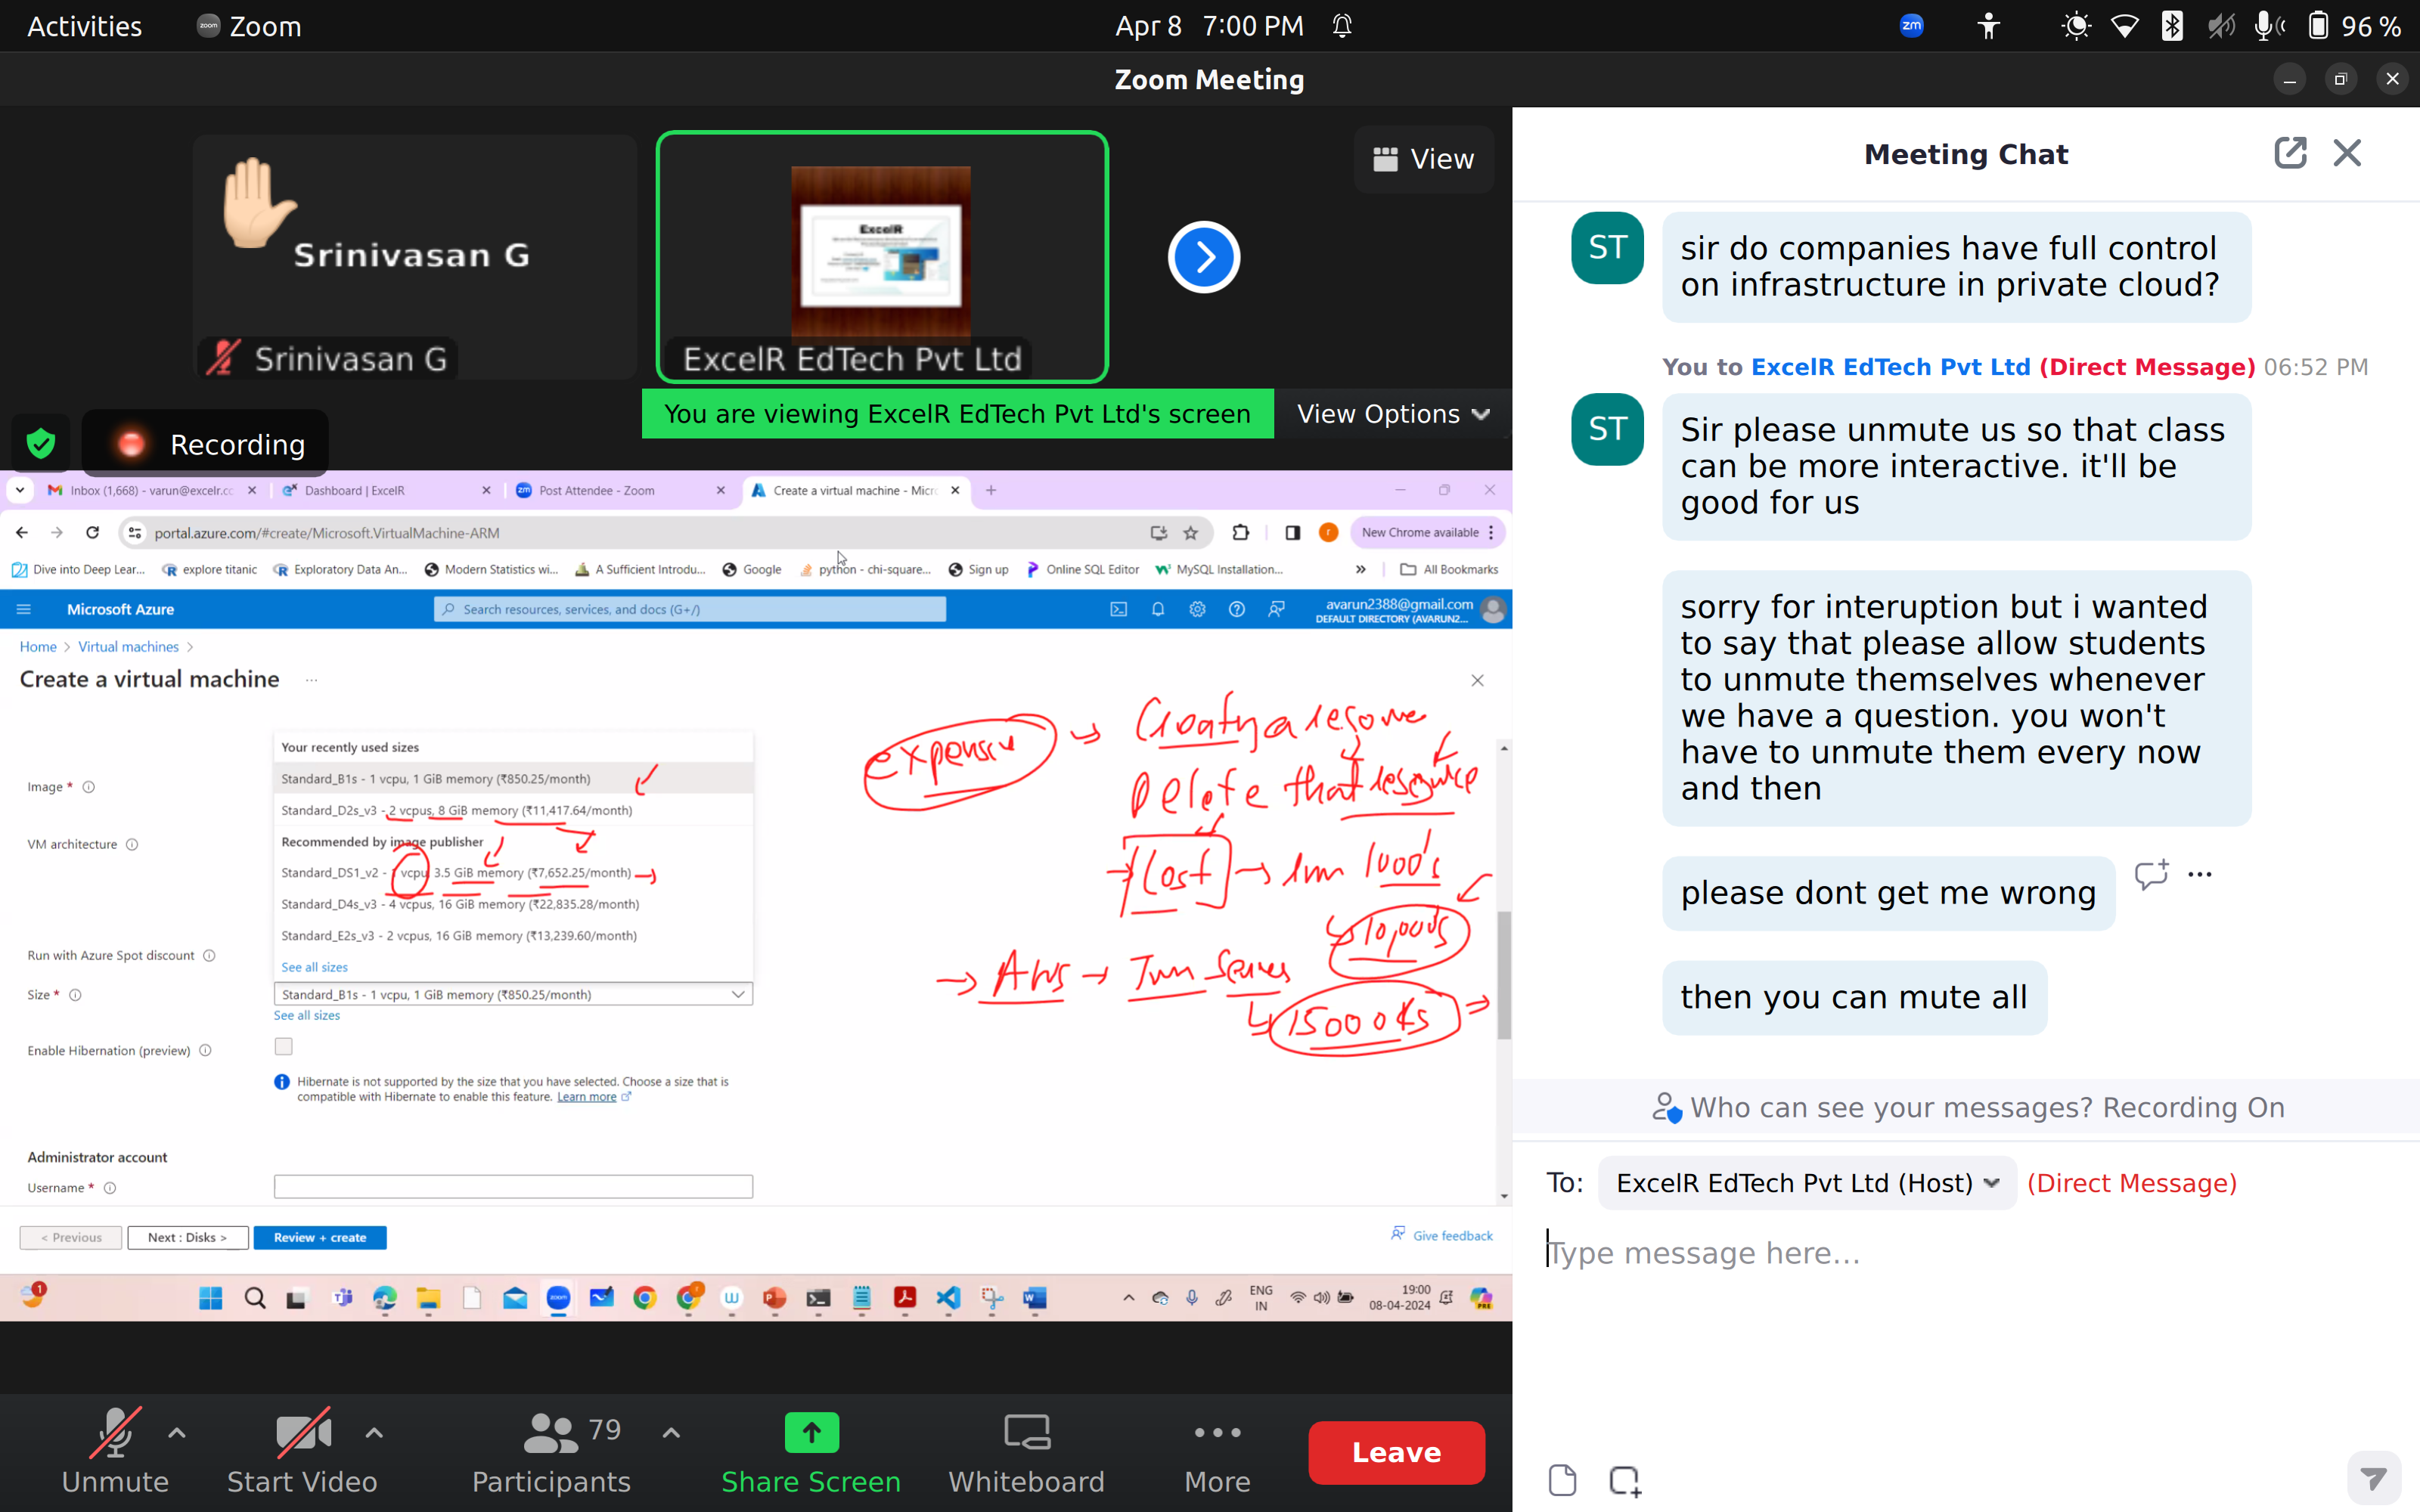 Activities
Zoom
Apr 8 7:00 PM
zm
96 %
Zoom Meeting
Srinivasan G
Srinivasan G
ExcelR
ExcelR EdTech Pvt Ltd
View
You are viewing ExcelR EdTech Pvt Ltd's screen
View Options
Recording
Inbox (1,668) - varun@excelr.cc
Dashboard | ExcelR
Post Attendee - Zoom
Create a virtual machine - Micro
portal.azure.com/#create/Microsoft.VirtualMachine-ARM
New Chrome available
Dive into Deep Lear...
explore titanic
Exploratory Data An...
Modern Statistics wi...
A Sufficient Introdu...
Google
python - chi-square...
Sign up
Online SQL Editor
MySQL Installation...
All Bookmarks
Microsoft Azure
Search resources, services, and docs (G+/)
avarun2388@gmail.com
DEFAULT DIRECTORY (AVARUN2...
Home > Virtual machines >
Create a virtual machine ...
Your recently used sizes
Image *
Standard_B1s - 1 vcpu, 1 GiB memory (₹850.25/month)
Standard_D2s_v3 - 2 vcpus, 8 GiB memory (₹11,417.64/month)
Recommended by image publisher
VM architecture
Standard_DS1_v2 - 1 vcpu, 3.5 GiB memory (₹7,652.25/month)
Standard_D4s_v3 - 4 vcpus, 16 GiB memory (₹22,835.28/month)
Standard_E2s_v3 - 2 vcpus, 16 GiB memory (₹13,239.60/month)
Run with Azure Spot discount
See all sizes
Size *
Standard_B1s - 1 vcpu, 1 GiB memory (₹850.25/month)
See all sizes
Enable Hibernation (preview)
Hibernate is not supported by the size that you have selected. Choose a size that is
compatible with Hibernate to enable this feature. Learn more
Administrator account
Username *
< Previous
Next : Disks >
Review + create
Give feedback
Delete that resource
Cost
1000's
10,000's
15000
ENG
IN
19:00
08-04-2024
Unmute
Start Video
Participants
79
Share Screen
Whiteboard
More
Leave
Meeting Chat
ST
sir do companies have full control
on infrastructure in private cloud?
You to ExcelR EdTech Pvt Ltd (Direct Message) 06:52 PM
ST
Sir please unmute us so that class
can be more interactive. it'll be
good for us
sorry for interuption but i wanted
to say that please allow students
to unmute themselves whenever
we have a question. you won't
have to unmute them every now
and then
please dont get me wrong
then you can mute all
Who can see your messages? Recording On
To: ExcelR EdTech Pvt Ltd (Host) (Direct Message)
Type message here...